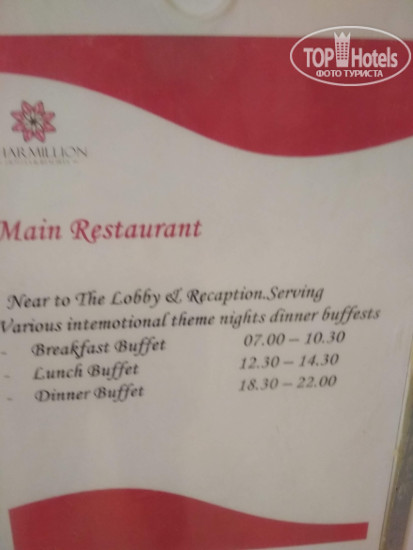 TOP Hotels
ФОТО ТУРИСТА
HARMILLION
Main Restaurant
Near to The Lobby & Recaption.Serving
Various intemotional theme nights dinner buffests
- Breakfast Buffet 07.00 – 10.30
- Lunch Buffet 12.30 – 14.30
- Dinner Buffet 18.30 – 22.00